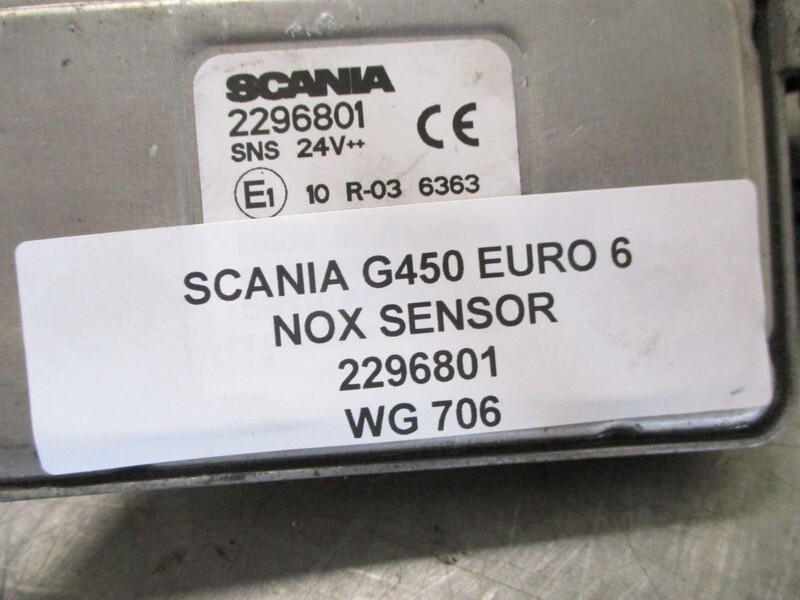 SCANIA
2296801
SNS 24V++
CE
E1 10 R-03 6363
SCANIA G450 EURO 6
NOX SENSOR
2296801
WG 706